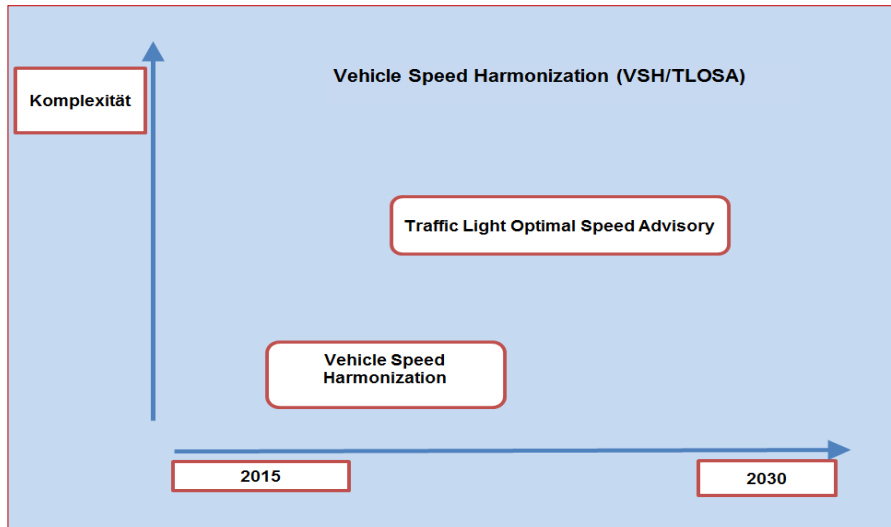 Vehicle Speed Harmonization (VSH/TLOSA)
Komplexität
Traffic Light Optimal Speed Advisory
Vehicle Speed
Harmonization
2015
2030